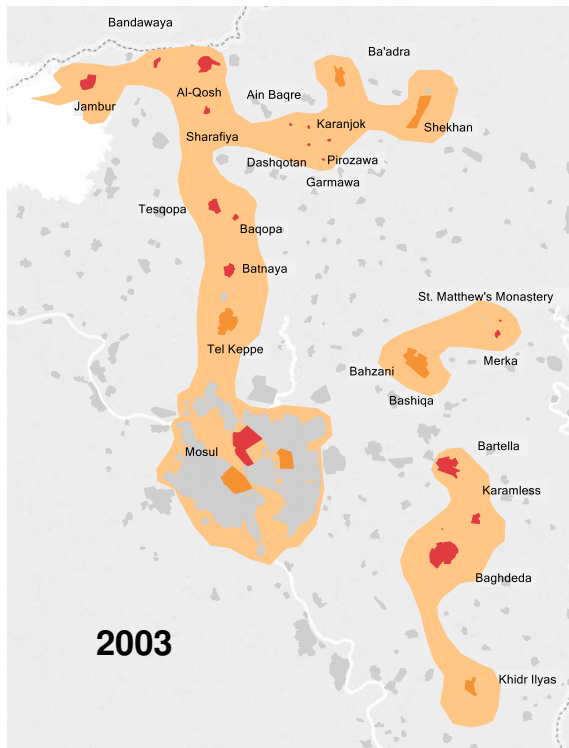 Bandawaya
Ba'adra
Al-Qosh
Ain Baqre
Jambur
Karanjok
Shekhan
Sharafiya
Dashqotan
Pirozawa
Garmawa
Tesqopa
Baqopa
Batnaya
St. Matthew's Monastery
Tel Keppe
Merka
Bahzani
Bashiqa
Bartella
Mosul
Karamless
Baghdeda
2003
Khidr Ilyas